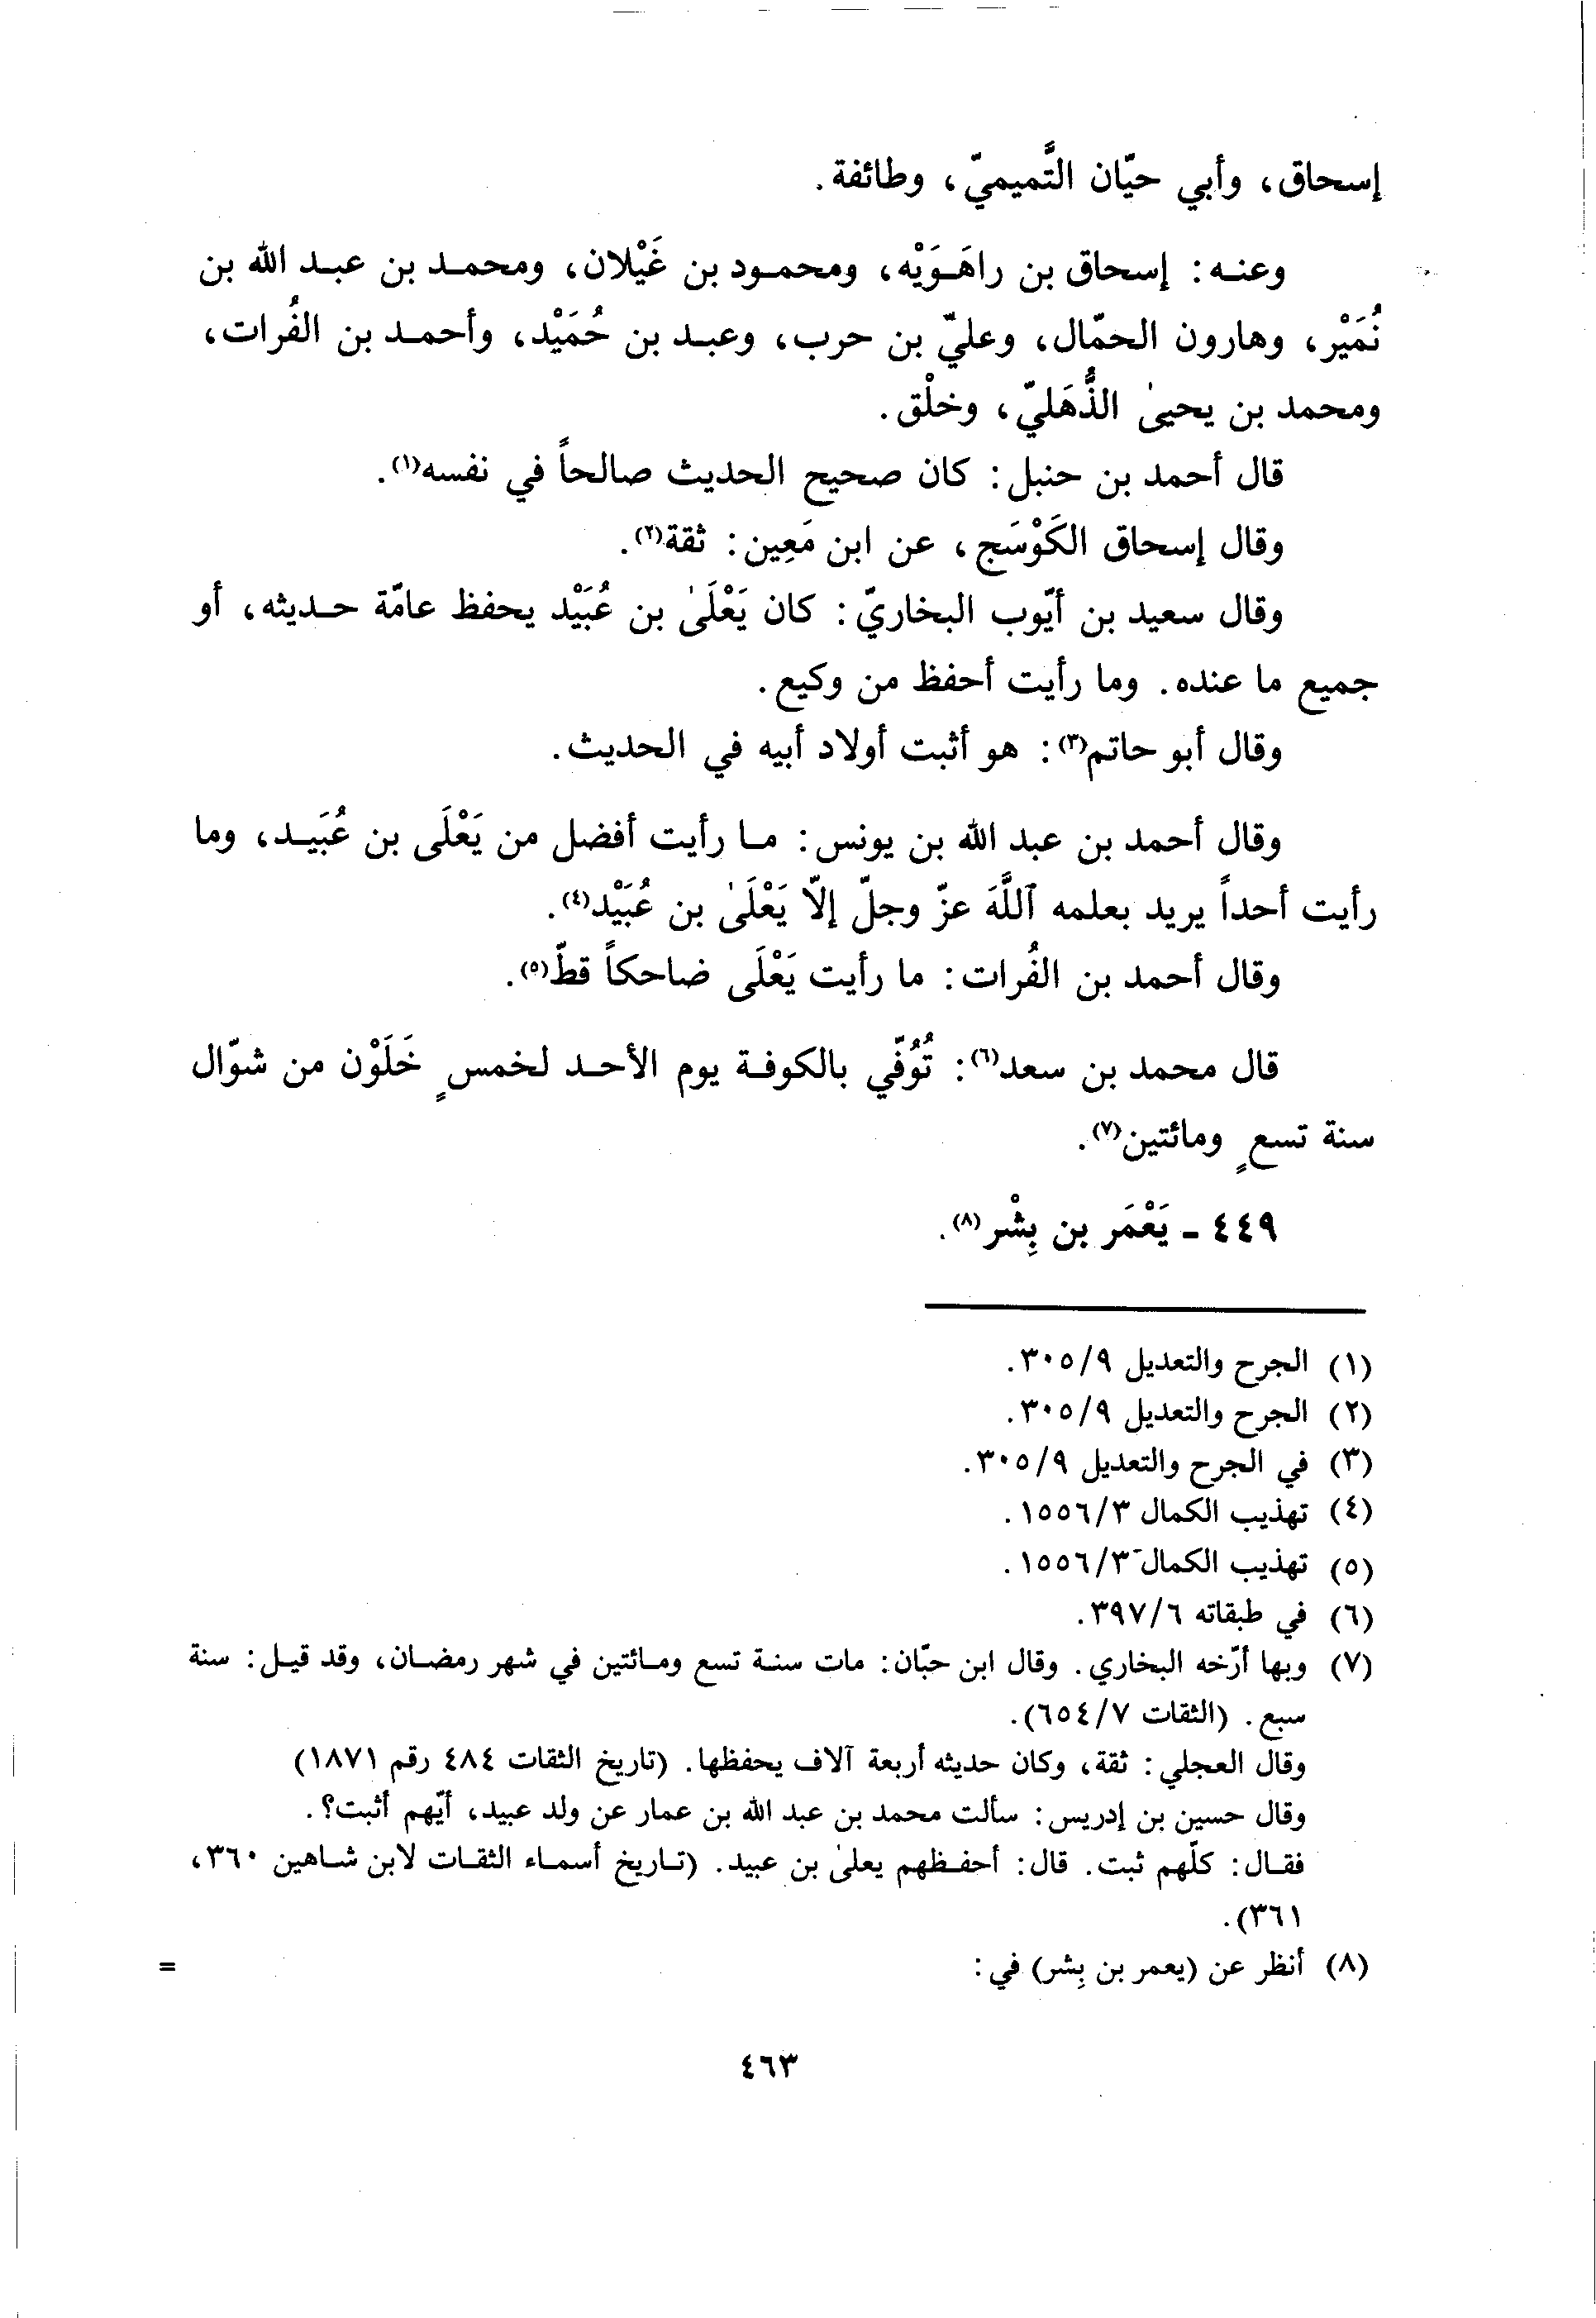 إسحاق، وأبي حيّان التَّميميّ، وطائفة.
وعنه: إسحاق بن راهَوَيْه، ومحمود بن غَيْلان، ومحمد بن عبد الله بن
نُمَيْر، وهارون الحمّال، وعليّ بن حرب، وعبد بن حُمَيْد، وأحمد بن الفُرات،
ومحمد بن يحيىٰ الذُّهَليّ، وخلْق.
قال أحمد بن حنبل: كان صحيح الحديث صالحاً في نفسه(١).
وقال إسحاق الكَوْسَج، عن ابن مَعِين: ثقة(٢).
وقال سعيد بن أيّوب البخاريّ: كان يَعْلَىٰ بن عُبَيْد يحفظ عامّة حديثه، أو
جميع ما عنده. وما رأيت أحفظ من وكيع.
وقال أبو حاتم(٣): هو أثبت أولاد أبيه في الحديث.
وقال أحمد بن عبد الله بن يونس: ما رأيت أفضل من يَعْلَى بن عُبَيد، وما
رأيت أحداً يريد بعلمه ٱللَّهَ عزّ وجلّ إلّا يَعْلَىٰ بن عُبَيْد(٤).
وقال أحمد بن الفُرات: ما رأيت يَعْلَى ضاحكاً قطّ(٥).
قال محمد بن سعد(٦): تُوُفّي بالكوفة يوم الأحد لخمسٍ خَلَوْن من شوّال
سنة تسعٍ ومائتين(٧).
٤٤٩ - يَعْمَر بن بِشْر(٨).
(١) الجرح والتعديل ٣٠٥/٩.
(٢) الجرح والتعديل ٣٠٥/٩.
(٣) في الجرح والتعديل ٣٠٥/٩.
(٤) تهذيب الكمال ١٥٥٦/٣.
(٥) تهذيب الكمال ١٥٥٦/٣.
(٦) في طبقاته ٣٩٧/٦.
(٧) وبها أرّخه البخاري. وقال ابن حبّان: مات سنة تسع ومائتين في شهر رمضان، وقد قيل: سنة
سبع. (الثقات ٦٥٤/٧).
وقال العجلي: ثقة، وكان حديثه أربعة آلاف يحفظها. (تاريخ الثقات ٤٨٤ رقم ١٨٧١)
وقال حسين بن إدريس: سألت محمد بن عبد الله بن عمار عن ولد عبيد، أيّهم أثبت؟.
فقال: كلّهم ثبت. قال: أحفظهم يعلىٰ بن عبيد. (تاريخ أسماء الثقات لابن شاهين ٣٦٠،
٣٦١).
(٨) أنظر عن (يعمر بن بِشر) في: =
٤٦٣